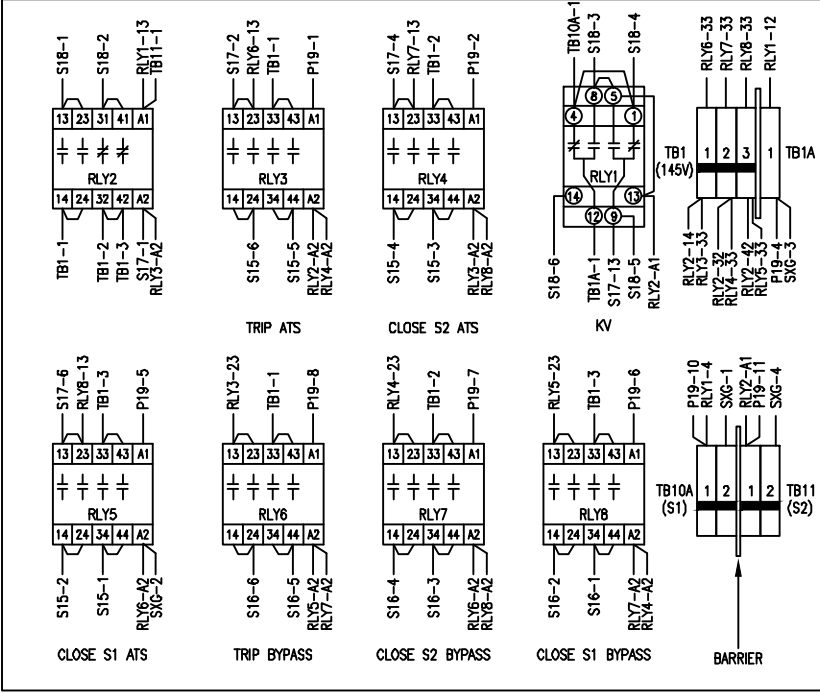 S18-1
S18-2
RLY1-13
TB11-1
13 23 31 41 A1
RLY2
14 24 32 42 A2
TB1-1
TB1-2
TB1-3
S17-1
RLY3-A2
S17-2
RLY6-13
TB1-1
P19-1
13 23 33 43 A1
RLY3
14 24 34 44 A2
S15-6
S15-5
RLY2-A2
RLY4-A2
TRIP ATS
S17-4
RLY7-13
TB1-2
P19-2
13 23 33 43 A1
RLY4
14 24 34 44 A2
S15-4
S15-3
RLY3-A2
RLY8-A2
CLOSE S2 ATS
TB10A-1
S18-3
S18-4
8 5
4 1
RLY1
14 13
12 9
S18-6
TB1A-1
S17-13
S18-5
RLY2-A1
KV
RLY6-33
RLY7-33
RLY8-33
RLY1-12
TB1
(145V)
1 2 3 1
TB1A
RLY2-14
RLY3-33
RLY2-32
RLY4-33
RLY2-42
RLY5-33
P19-4
SXG-3
S17-6
RLY8-13
TB1-3
P19-5
13 23 33 43 A1
RLY5
14 24 34 44 A2
S15-2
S15-1
RLY6-A2
SXG-2
CLOSE S1 ATS
RLY3-23
TB1-1
P19-8
13 23 33 43 A1
RLY6
14 24 34 44 A2
S16-6
S16-5
RLY5-A2
RLY7-A2
TRIP BYPASS
RLY4-23
TB1-2
P19-7
13 23 33 43 A1
RLY7
14 24 34 44 A2
S16-4
S16-3
RLY6-A2
RLY8-A2
CLOSE S2 BYPASS
RLY5-23
TB1-3
P19-6
13 23 33 43 A1
RLY8
14 24 34 44 A2
S16-2
S16-1
RLY7-A2
RLY4-A2
CLOSE S1 BYPASS
P19-10
RLY1-4
SXG-1
RLY2-A1
P19-11
SXG-4
TB10A
(S1)
1 2 1 2
TB11
(S2)
BARRIER